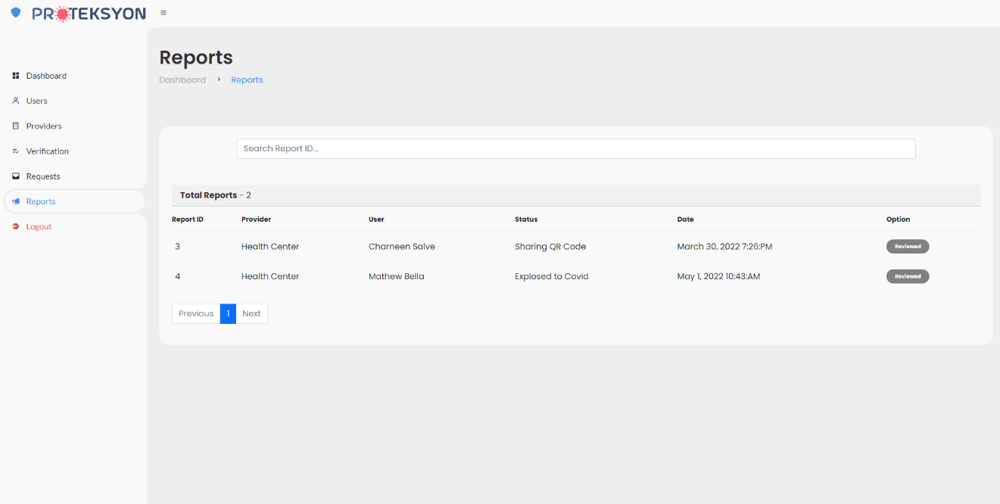 PROTEKSYON
Dashboard
Users
Providers
Verification
Requests
Reports
Logout
Reports
Dashboard › Reports
Search Report ID...
Total Reports - 2
Report ID Provider User Status Date Option
3 Health Center Charneen Salve Sharing QR Code March 30, 2022 7:26:PM Reviewed
4 Health Center Mathew Bella Explosed to Covid May 1, 2022 10:43:AM Reviewed
Previous 1 Next